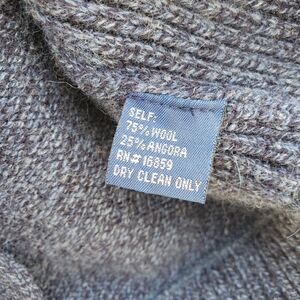 SELF:
75% WOOL
25% ANGORA
RN# 16859
DRY CLEAN ONLY